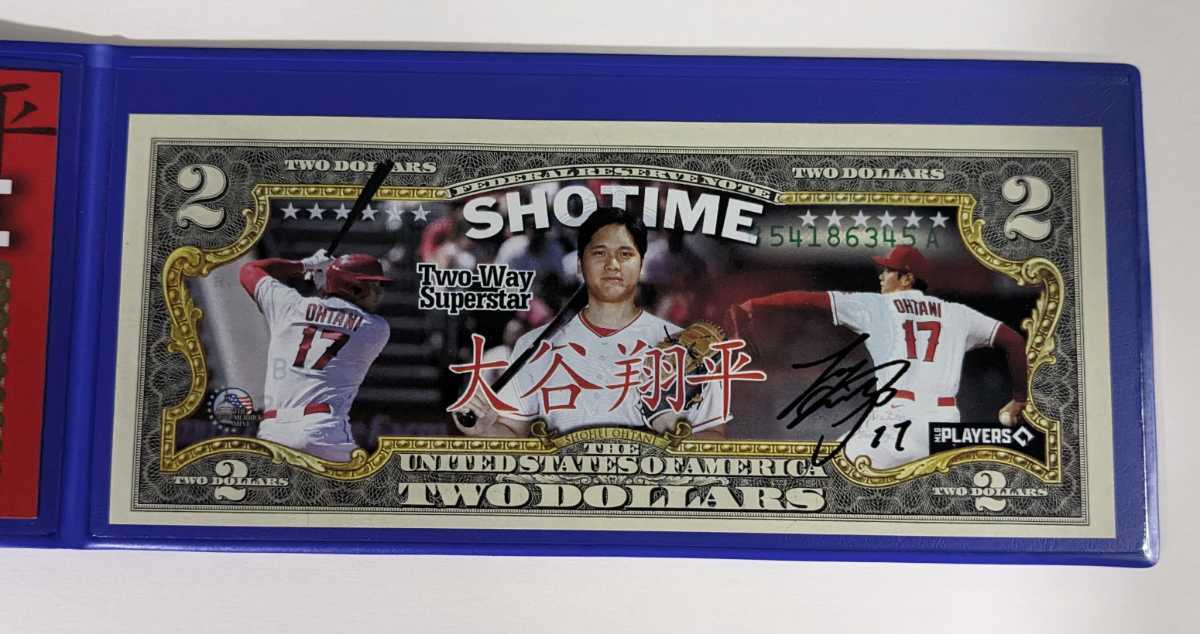 平
2
TWO DOLLARS
FEDERAL RESERVE NOTE
TWO DOLLARS
2
SHOTIME
54186345 A
Two-Way
Superstar
OHTANI
17
OHTANI
17
大谷翔平
17
B
SHOHEI OHTANI
MLB PLAYERS
THE
UNITED STATES OF AMERICA
TWO DOLLARS
TWO DOLLARS
2
TWO DOLLARS
2